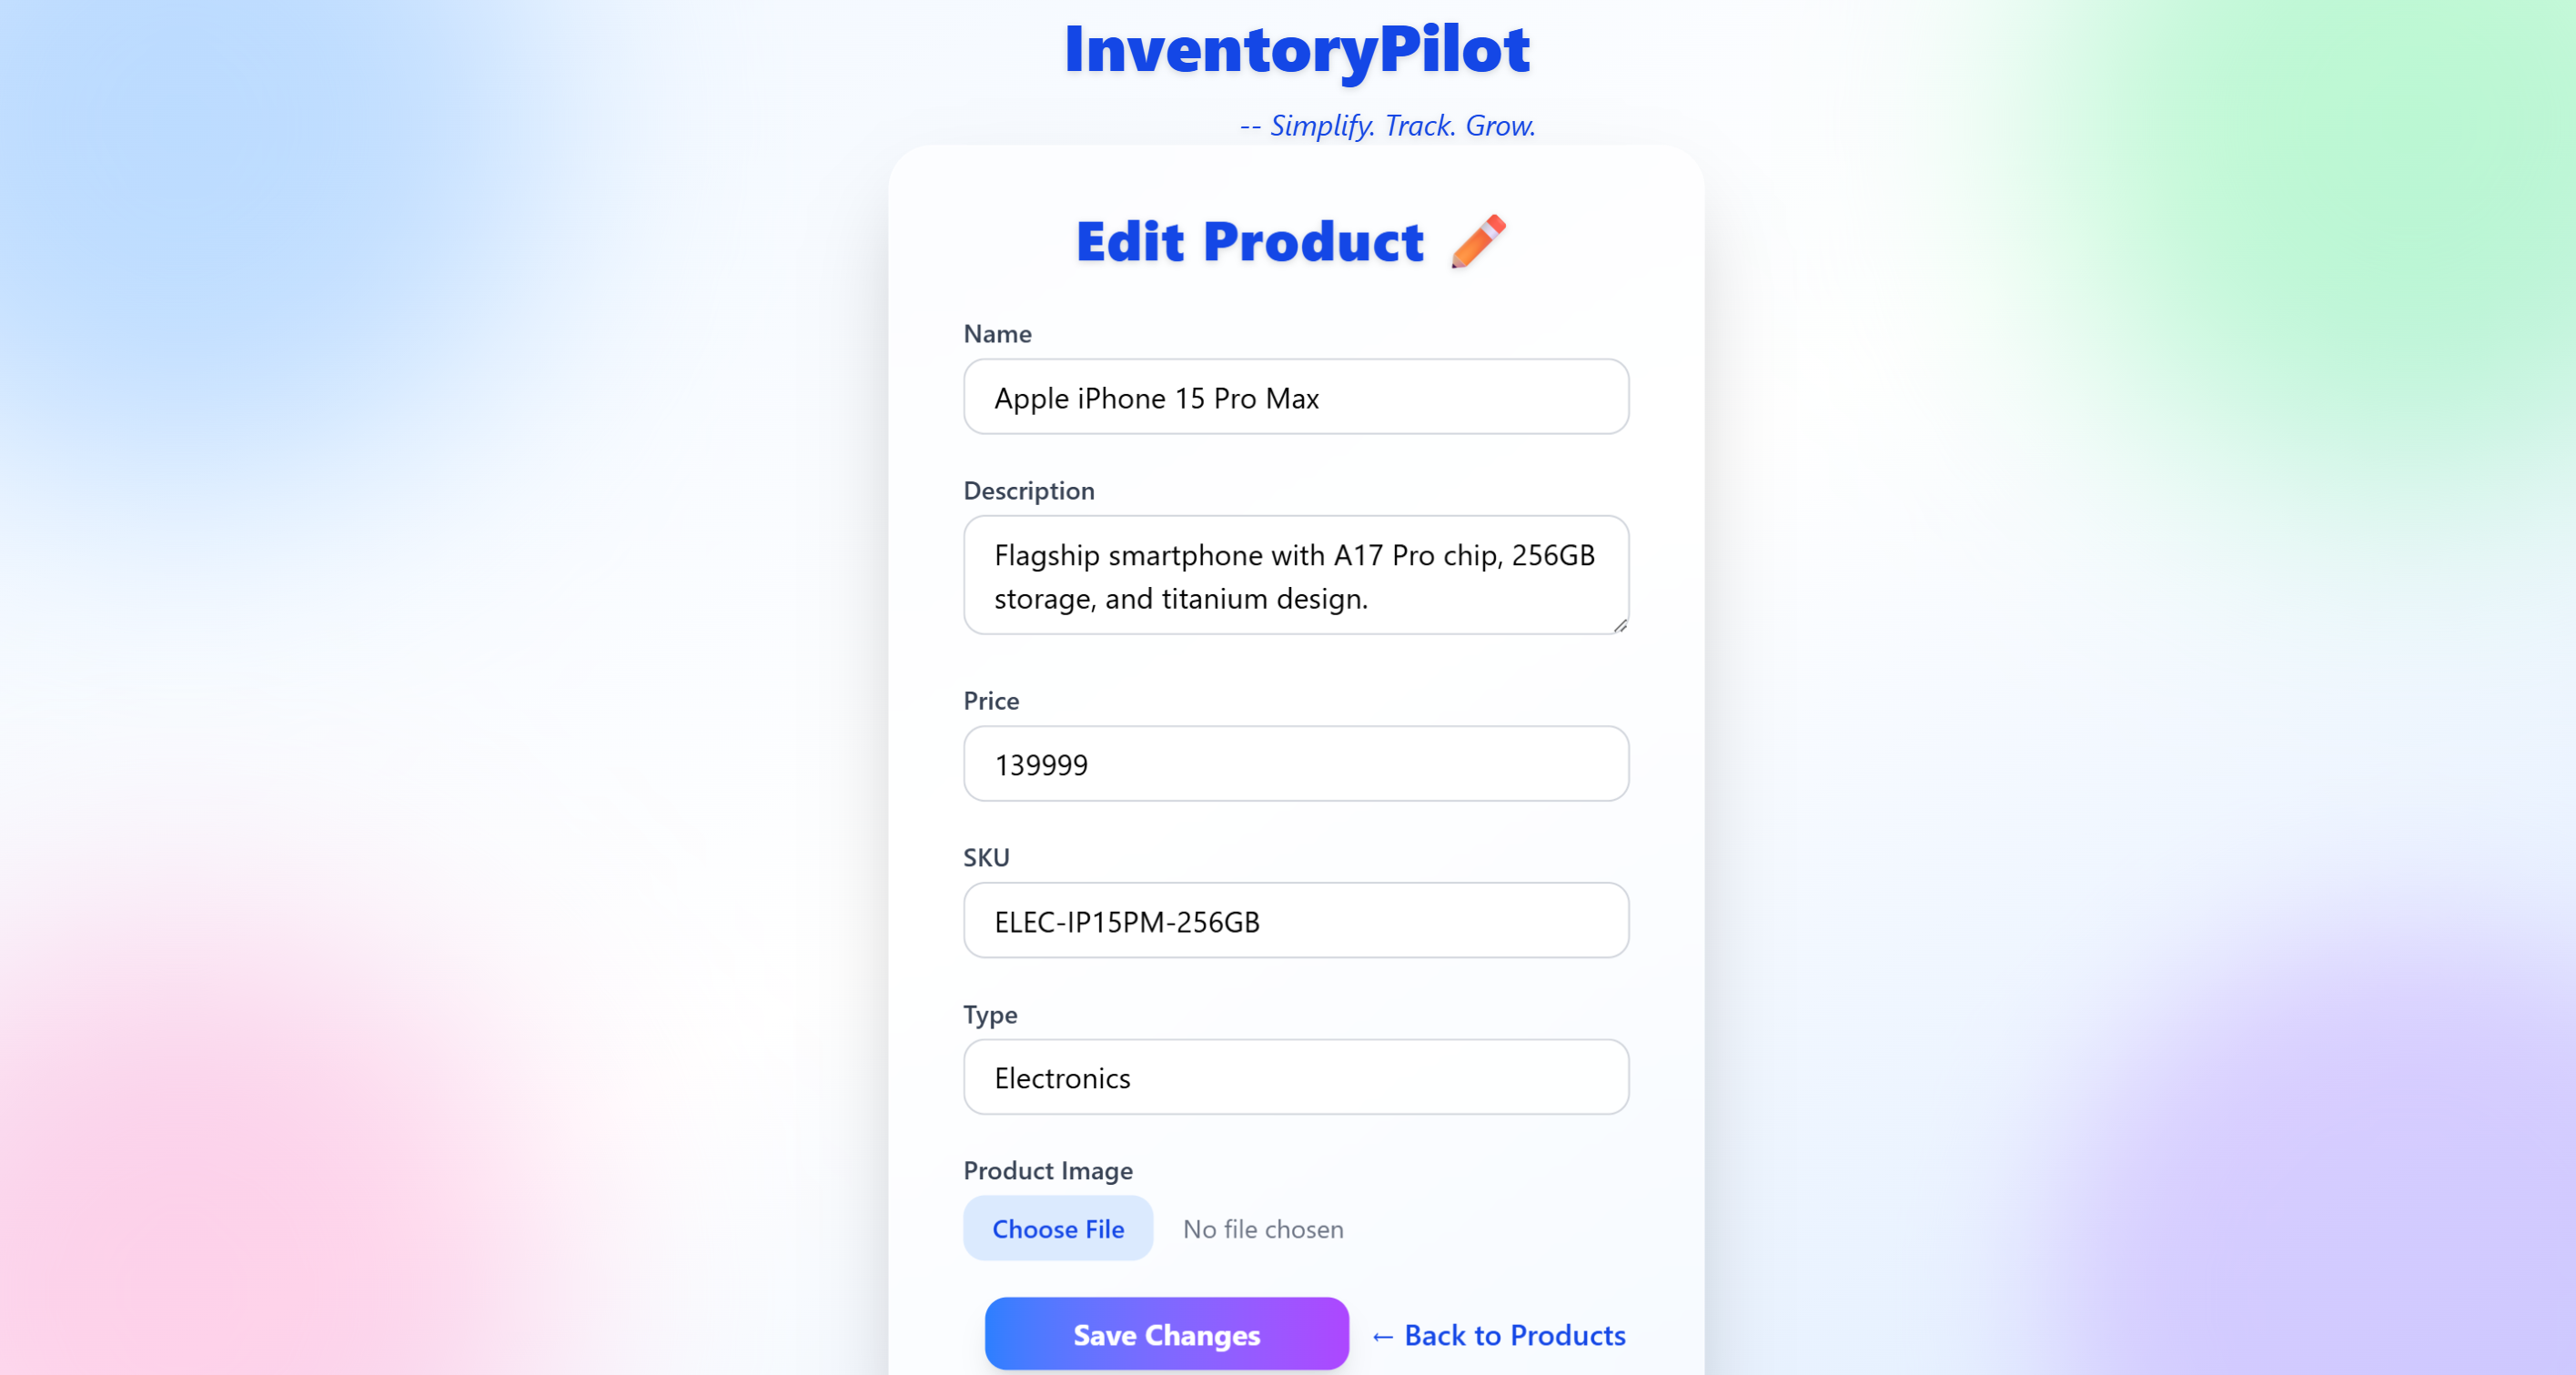 InventoryPilot
-- Simplify. Track. Grow.
Edit Product
Name
Apple iPhone 15 Pro Max
Description
Flagship smartphone with A17 Pro chip, 256GB
storage, and titanium design.
Price
139999
SKU
ELEC-IP15PM-256GB
Type
Electronics
Product Image
Choose File No file chosen
Save Changes ← Back to Products